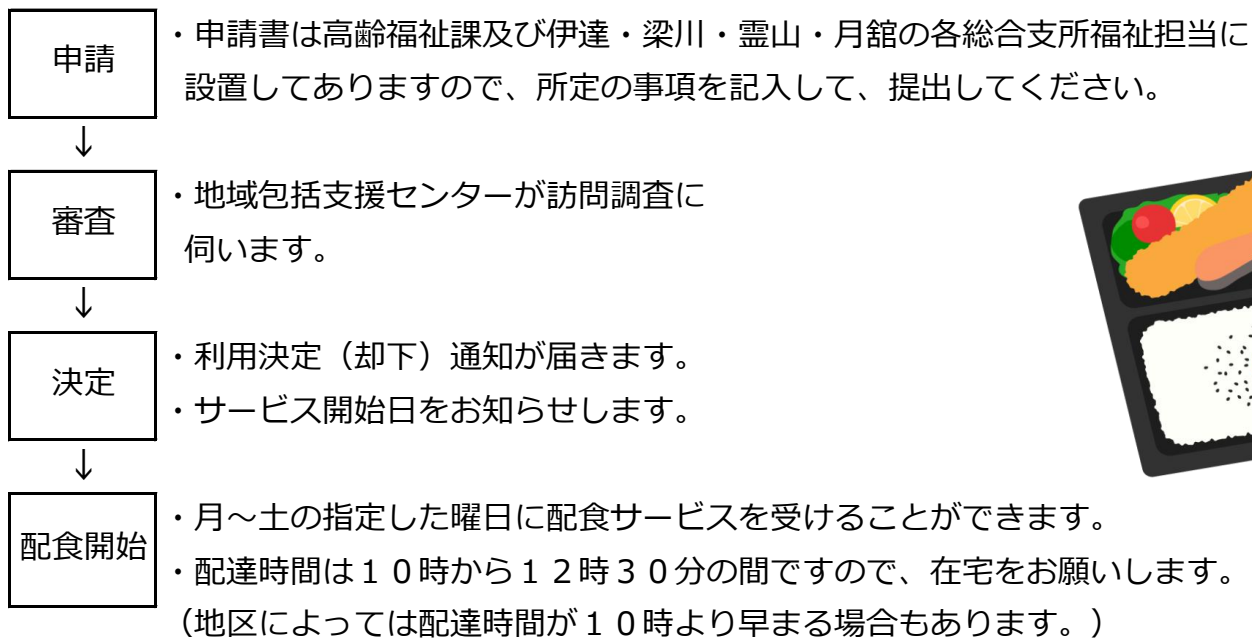 申請
・申請書は高齢福祉課及び伊達・梁川・霊山・月舘の各総合支所福祉担当に
設置してありますので、所定の事項を記入して、提出してください。
↓
審査
・地域包括支援センターが訪問調査に
伺います。
↓
決定
・利用決定（却下）通知が届きます。
・サービス開始日をお知らせします。
↓
配食開始
・月～土の指定した曜日に配食サービスを受けることができます。
・配達時間は１０時から１２時３０分の間ですので、在宅をお願いします。
（地区によっては配達時間が１０時より早まる場合もあります。）